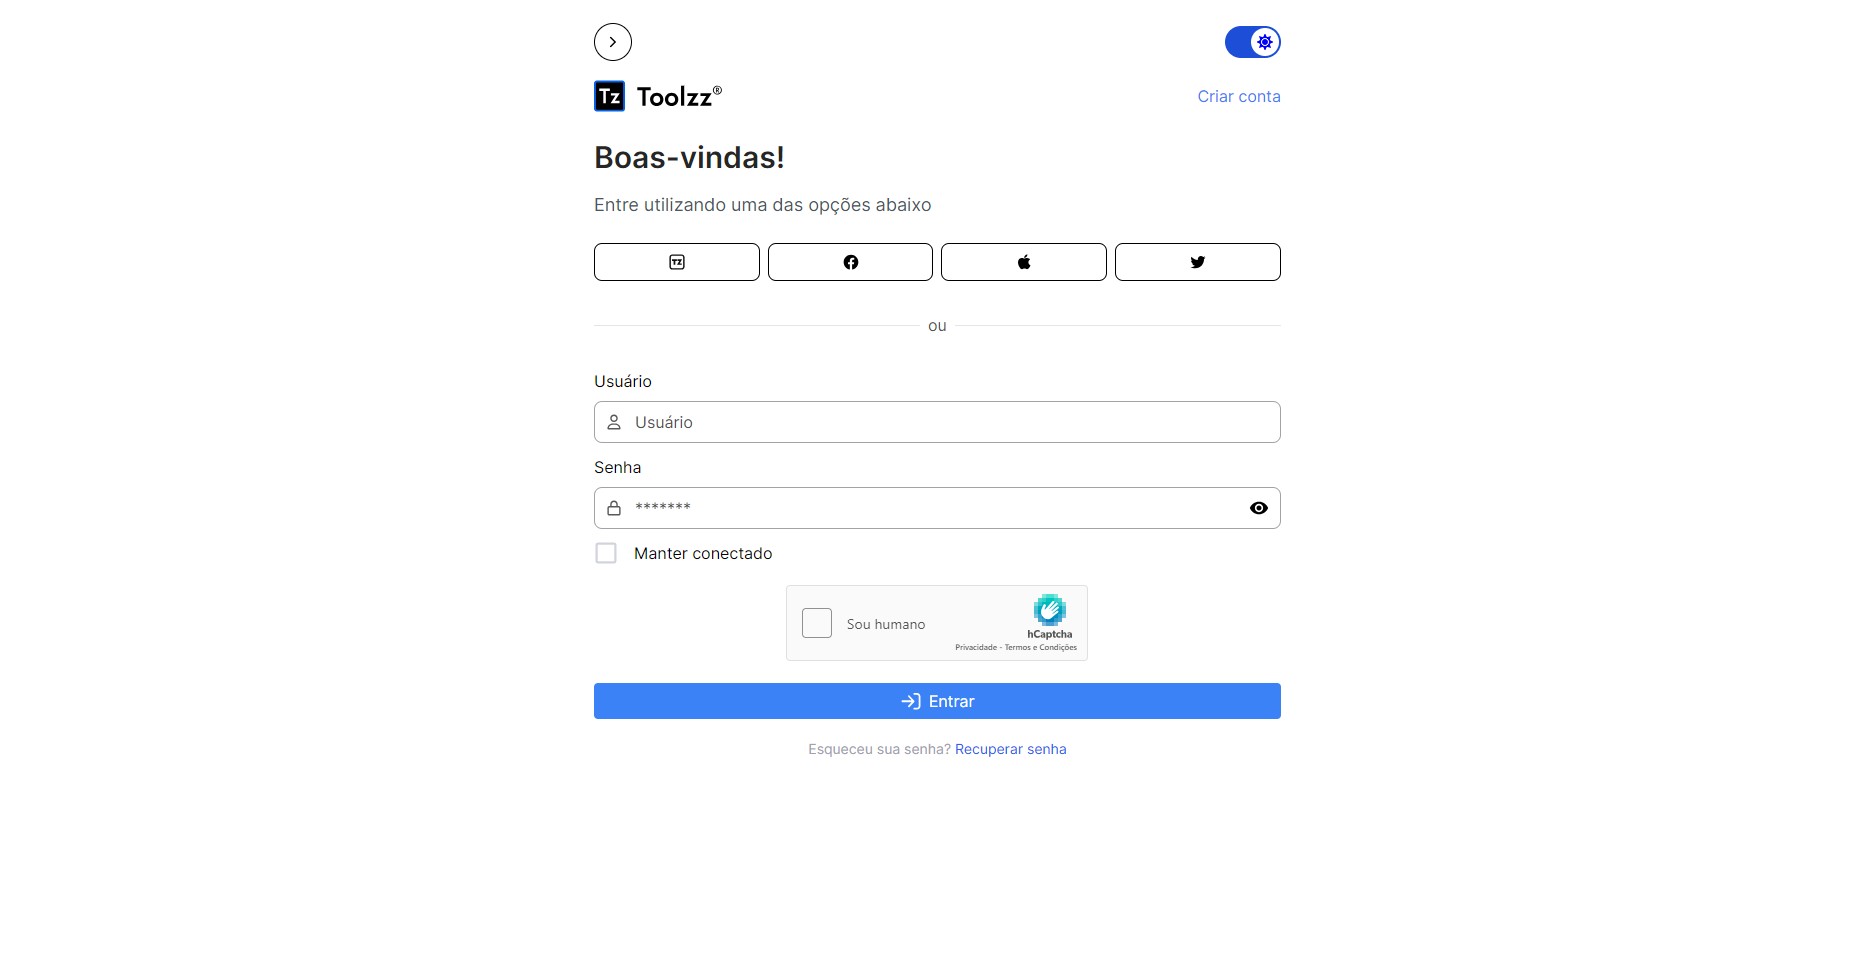 Tz Toolzz®
Criar conta
Boas-vindas!
Entre utilizando uma das opções abaixo
TZ
ou
Usuário
Usuário
Senha
*******
Manter conectado
Sou humano
hCaptcha
Privacidade - Termos e Condições
Entrar
Esqueceu sua senha? Recuperar senha